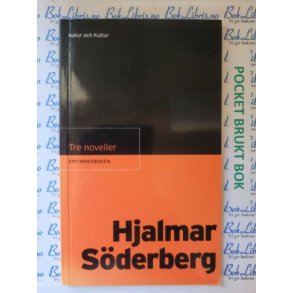 Natur och Kultur
Tre noveller
ENTIMMESBOKEN
Hjalmar
Söderberg
POCKET BRUKT BOK
BokLibris.no
Vi gir bøkene